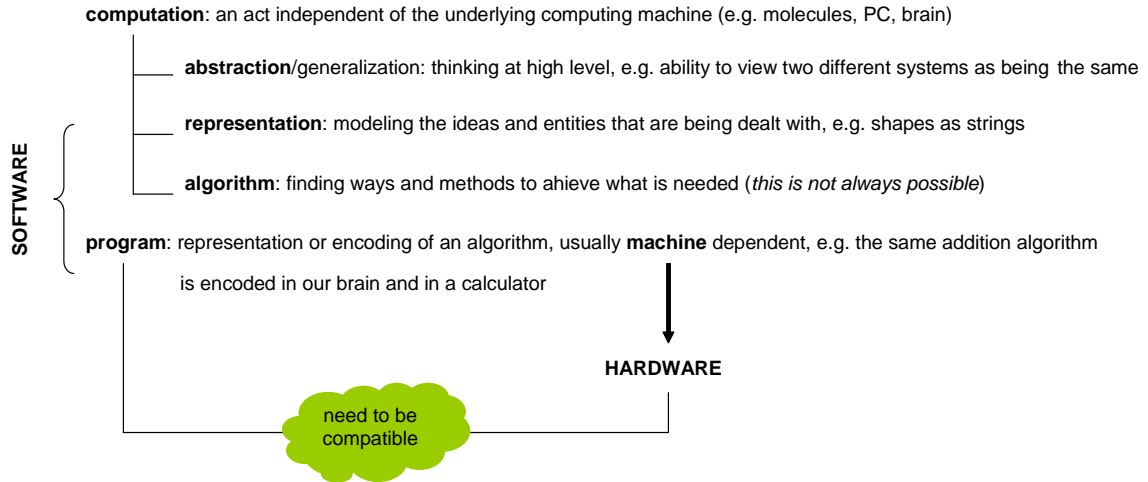 computation: an act independent of the underlying computing machine (e.g. molecules, PC, brain)
abstraction/generalization: thinking at high level, e.g. ability to view two different systems as being the same
representation: modeling the ideas and entities that are being dealt with, e.g. shapes as strings
SOFTWARE
algorithm: finding ways and methods to ahieve what is needed (this is not always possible)
program: representation or encoding of an algorithm, usually machine dependent, e.g. the same addition algorithm
is encoded in our brain and in a calculator
HARDWARE
need to be
compatible